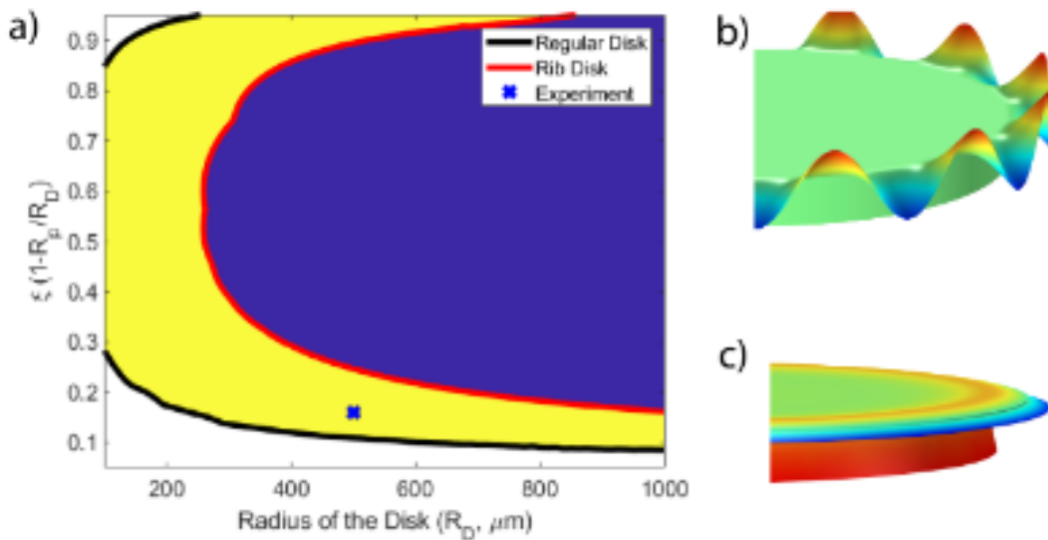 a)
b)
0.9
0.8
0.7
0.6
0.5
0.4
0.3
0.2
0.1
ξ (1-R_p/R_D)
Regular Disk
Rib Disk
Experiment
c)
200
400
600
800
1000
Radius of the Disk (R_D, μm)